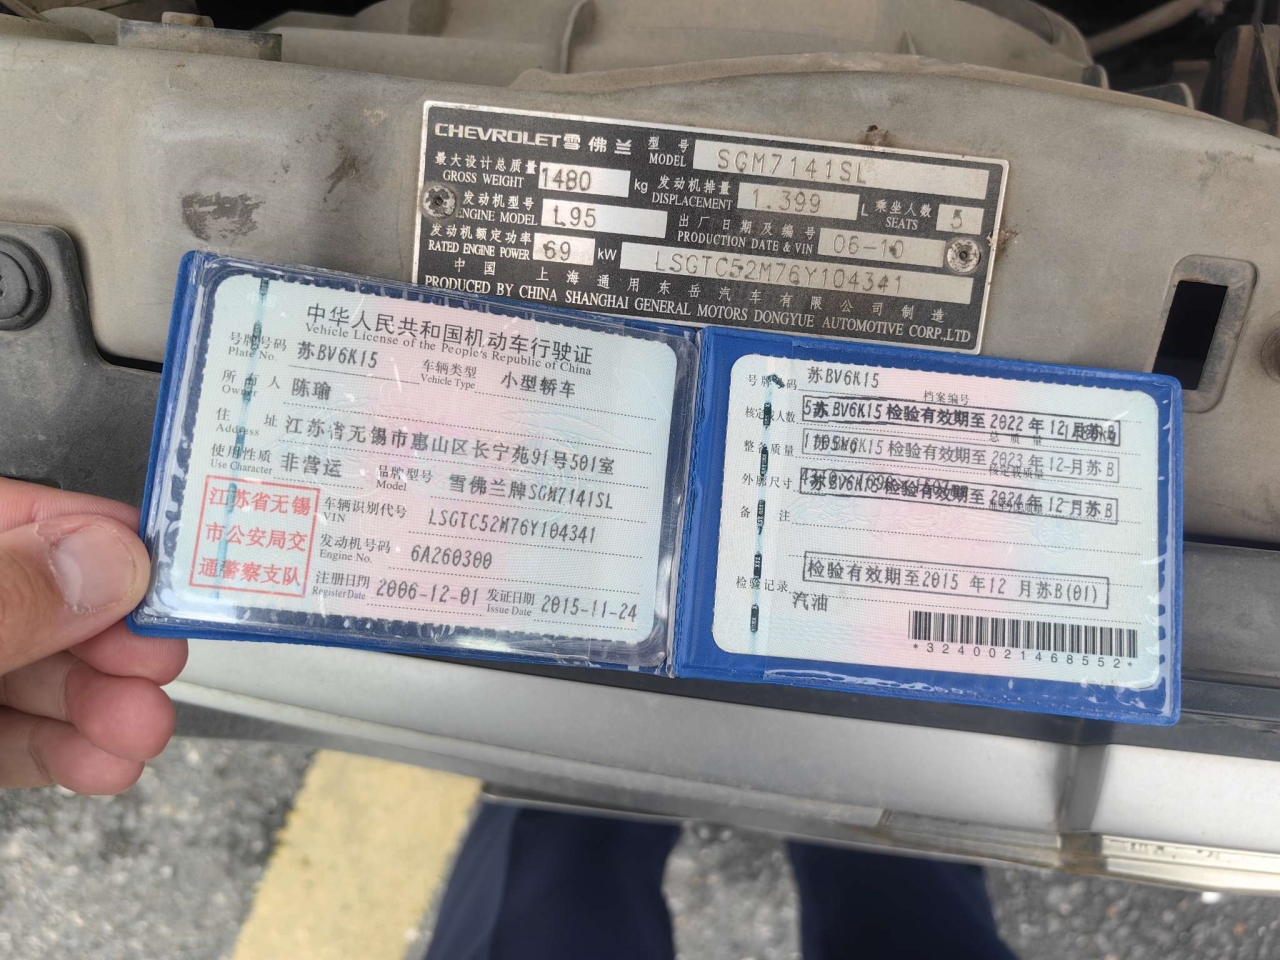 CHEVROLET雪佛兰 型号 MODEL SGM7141SL
最大设计总质量 GROSS WEIGHT 1480 kg 发动机排量 DISPLACEMENT 1.399 L 乘坐人数 SEATS 5
发动机型号 ENGINE MODEL L95 出厂日期及编号 PRODUCTION DATE & VIN 06-10
发动机额定功率 RATED ENGINE POWER 69 kW LSGTC52M76Y104341
中国 上海通用东岳汽车有限公司制造
PRODUCED BY CHINA SHANGHAI GENERAL MOTORS DONGYUE AUTOMOTIVE CORP.,LTD
中华人民共和国机动车行驶证
Vehicle License of the People's Republic of China
号牌号码 Plate No. 苏BV6K15 车辆类型 Vehicle Type 小型轿车
所有人 Owner 陈瑜
住址 Address 江苏省无锡市惠山区长宁苑91号501室
使用性质 Use Character 非营运 品牌型号 Model 雪佛兰牌SGM7141SL
车辆识别代号 VIN LSGTC52M76Y104341
发动机号码 Engine No. 6A260300
注册日期 Register Date 2006-12-01 发证日期 Issue Date 2015-11-24
江苏省无锡
市公安局交
通警察支队
号牌号码 苏BV6K15 档案编号
核定载人数 苏BV6K15 检验有效期至 2022年12月苏B
总质量
整备质量 苏BV6K15 检验有效期至 2023年12月苏B
核定载质量
外廓尺寸 苏BV6K15 检验有效期至 2024年12月苏B
备注
检验有效期至2015年12月苏B(01)
检验记录 汽油
*3240021468552*